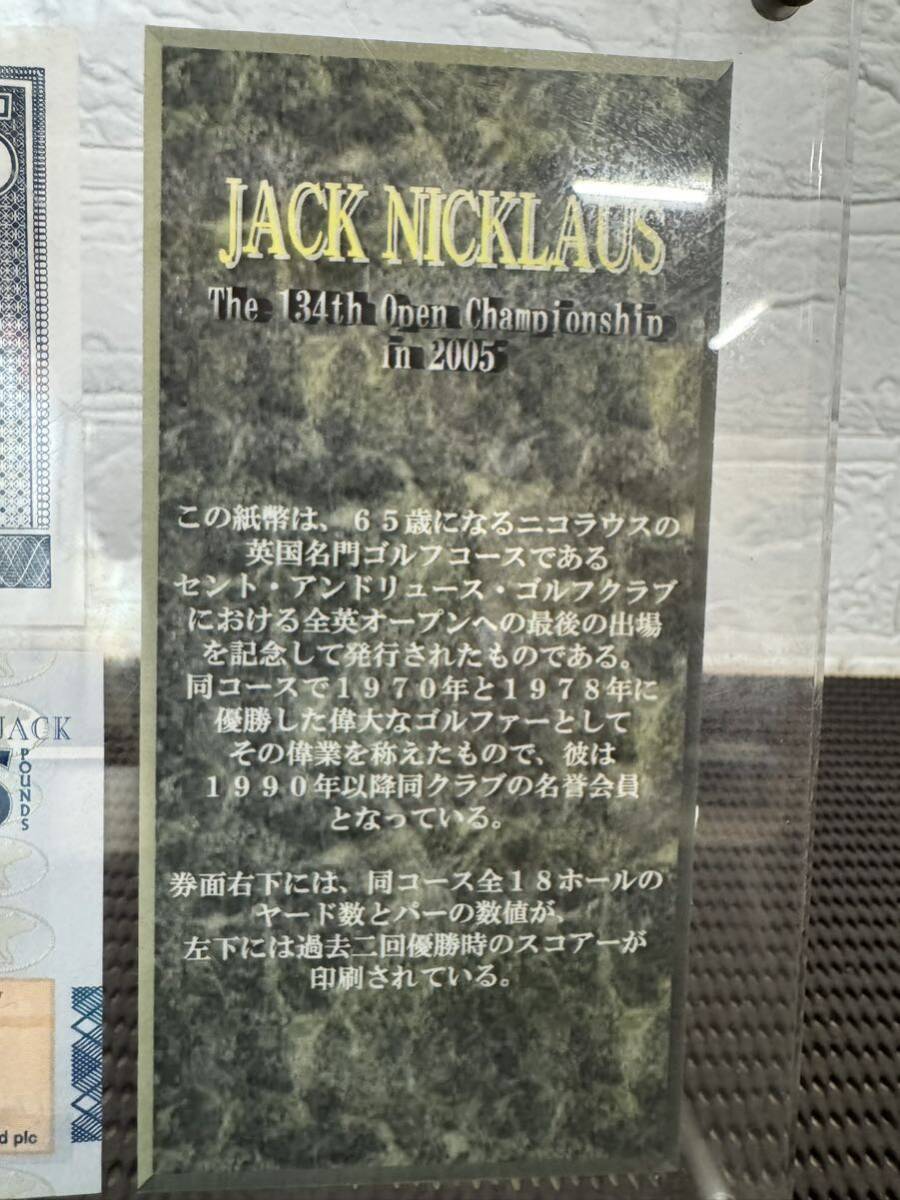 JACK NICKLAUS
The 134th Open Championship
in 2005
この紙幣は、６５歳になるニコラウスの
英国名門ゴルフコースである
セント・アンドリュース・ゴルフクラブ
における全英オープンへの最後の出場
を記念して発行されたものである。
同コースで１９７０年と１９７８年に
優勝した偉大なゴルファーとして
その偉業を称えたもので、彼は
１９９０年以降同クラブの名誉会員
となっている。
券面右下には、同コース全１８ホールの
ヤード数とパーの数値が、
左下には過去二回優勝時のスコアーが
印刷されている。
JACK
5
POUNDS
plc